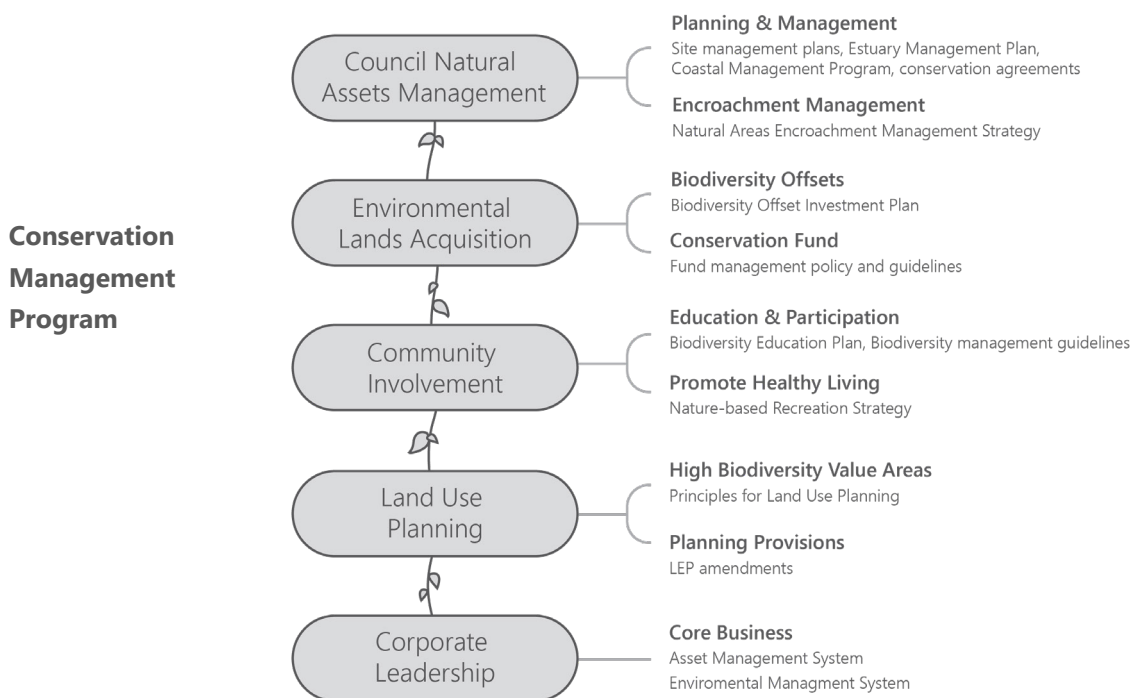 Conservation
Management
Program
Council Natural
Assets Management
Planning & Management
Site management plans, Estuary Management Plan,
Coastal Management Program, conservation agreements
Encroachment Management
Natural Areas Encroachment Management Strategy
Environmental
Lands Acquisition
Biodiversity Offsets
Biodiversity Offset Investment Plan
Conservation Fund
Fund management policy and guidelines
Community
Involvement
Education & Participation
Biodiversity Education Plan, Biodiversity management guidelines
Promote Healthy Living
Nature-based Recreation Strategy
Land Use
Planning
High Biodiversity Value Areas
Principles for Land Use Planning
Planning Provisions
LEP amendments
Corporate
Leadership
Core Business
Asset Management System
Enviromental Managment System